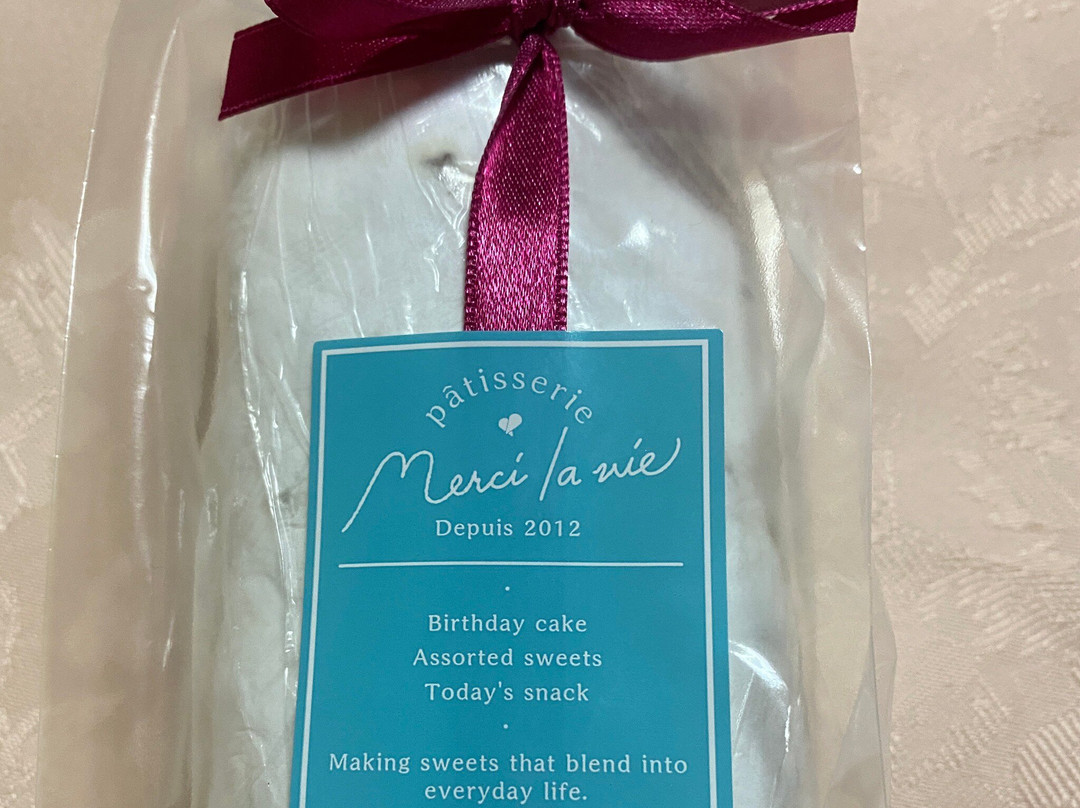 pâtisserie
Merci la vie
Depuis 2012
Birthday cake
Assorted sweets
Today's snack
Making sweets that blend into
everyday life.